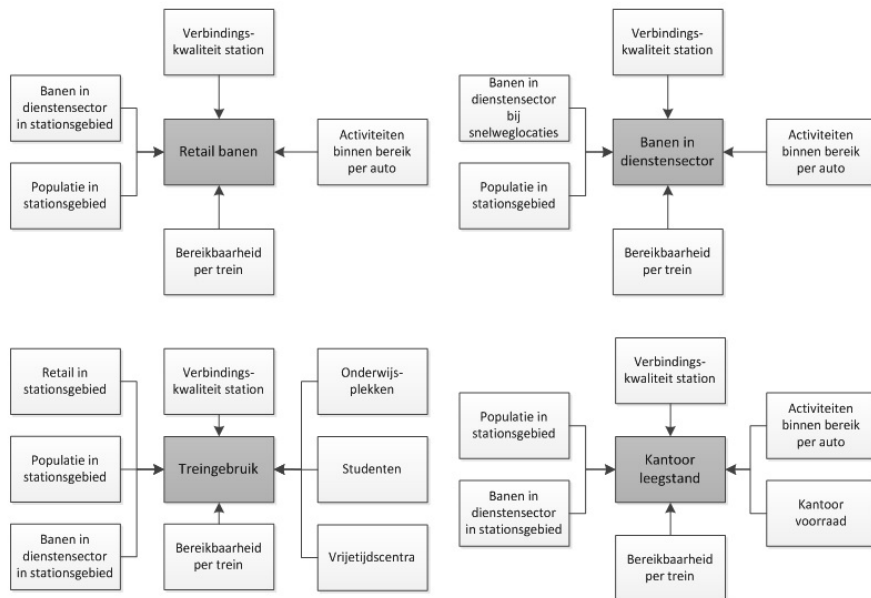 Verbindings-
kwaliteit station
Banen in
dienstensector
in stationsgebied
Retail banen
Activiteiten
binnen bereik
per auto
Populatie in
stationsgebied
Bereikbaarheid
per trein
Verbindings-
kwaliteit station
Banen in
dienstensector
bij
snelweglocaties
Banen in
dienstensector
Activiteiten
binnen bereik
per auto
Populatie in
stationsgebied
Bereikbaarheid
per trein
Retail in
stationsgebied
Verbindings-
kwaliteit station
Onderwijs-
plekken
Populatie in
stationsgebied
Treingebruik
Studenten
Banen in
dienstensector
in stationsgebied
Bereikbaarheid
per trein
Vrijetijdscentra
Verbindings-
kwaliteit station
Populatie in
stationsgebied
Activiteiten
binnen bereik
per auto
Kantoor
leegstand
Banen in
dienstensector
in stationsgebied
Kantoor
voorraad
Bereikbaarheid
per trein